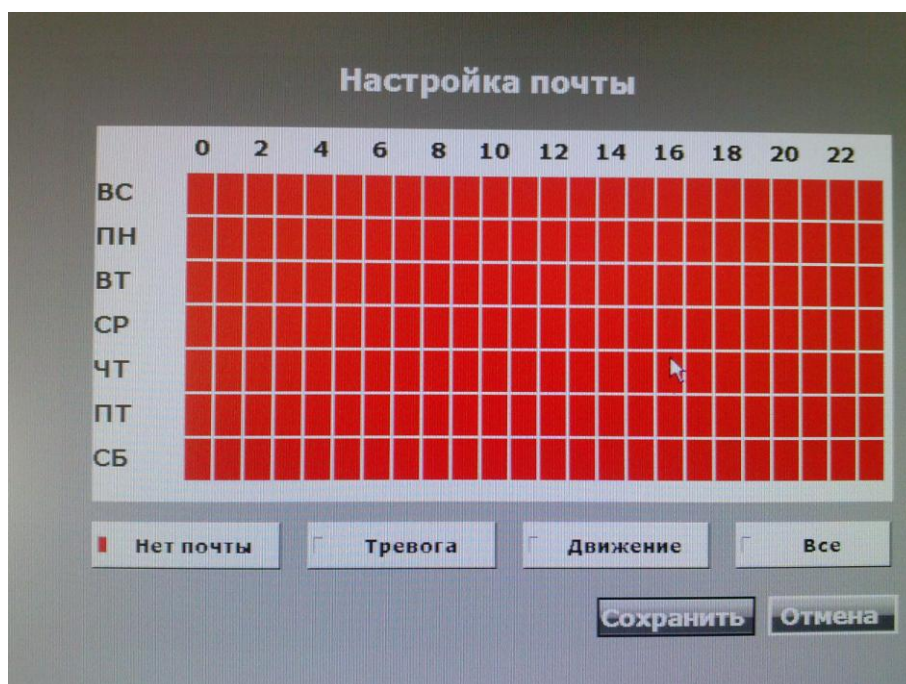 Настройка почты
0 2 4 6 8 10 12 14 16 18 20 22
ВС
ПН
ВТ
СР
ЧТ
ПТ
СБ
Нет почты Тревога Движение Все
Сохранить Отмена